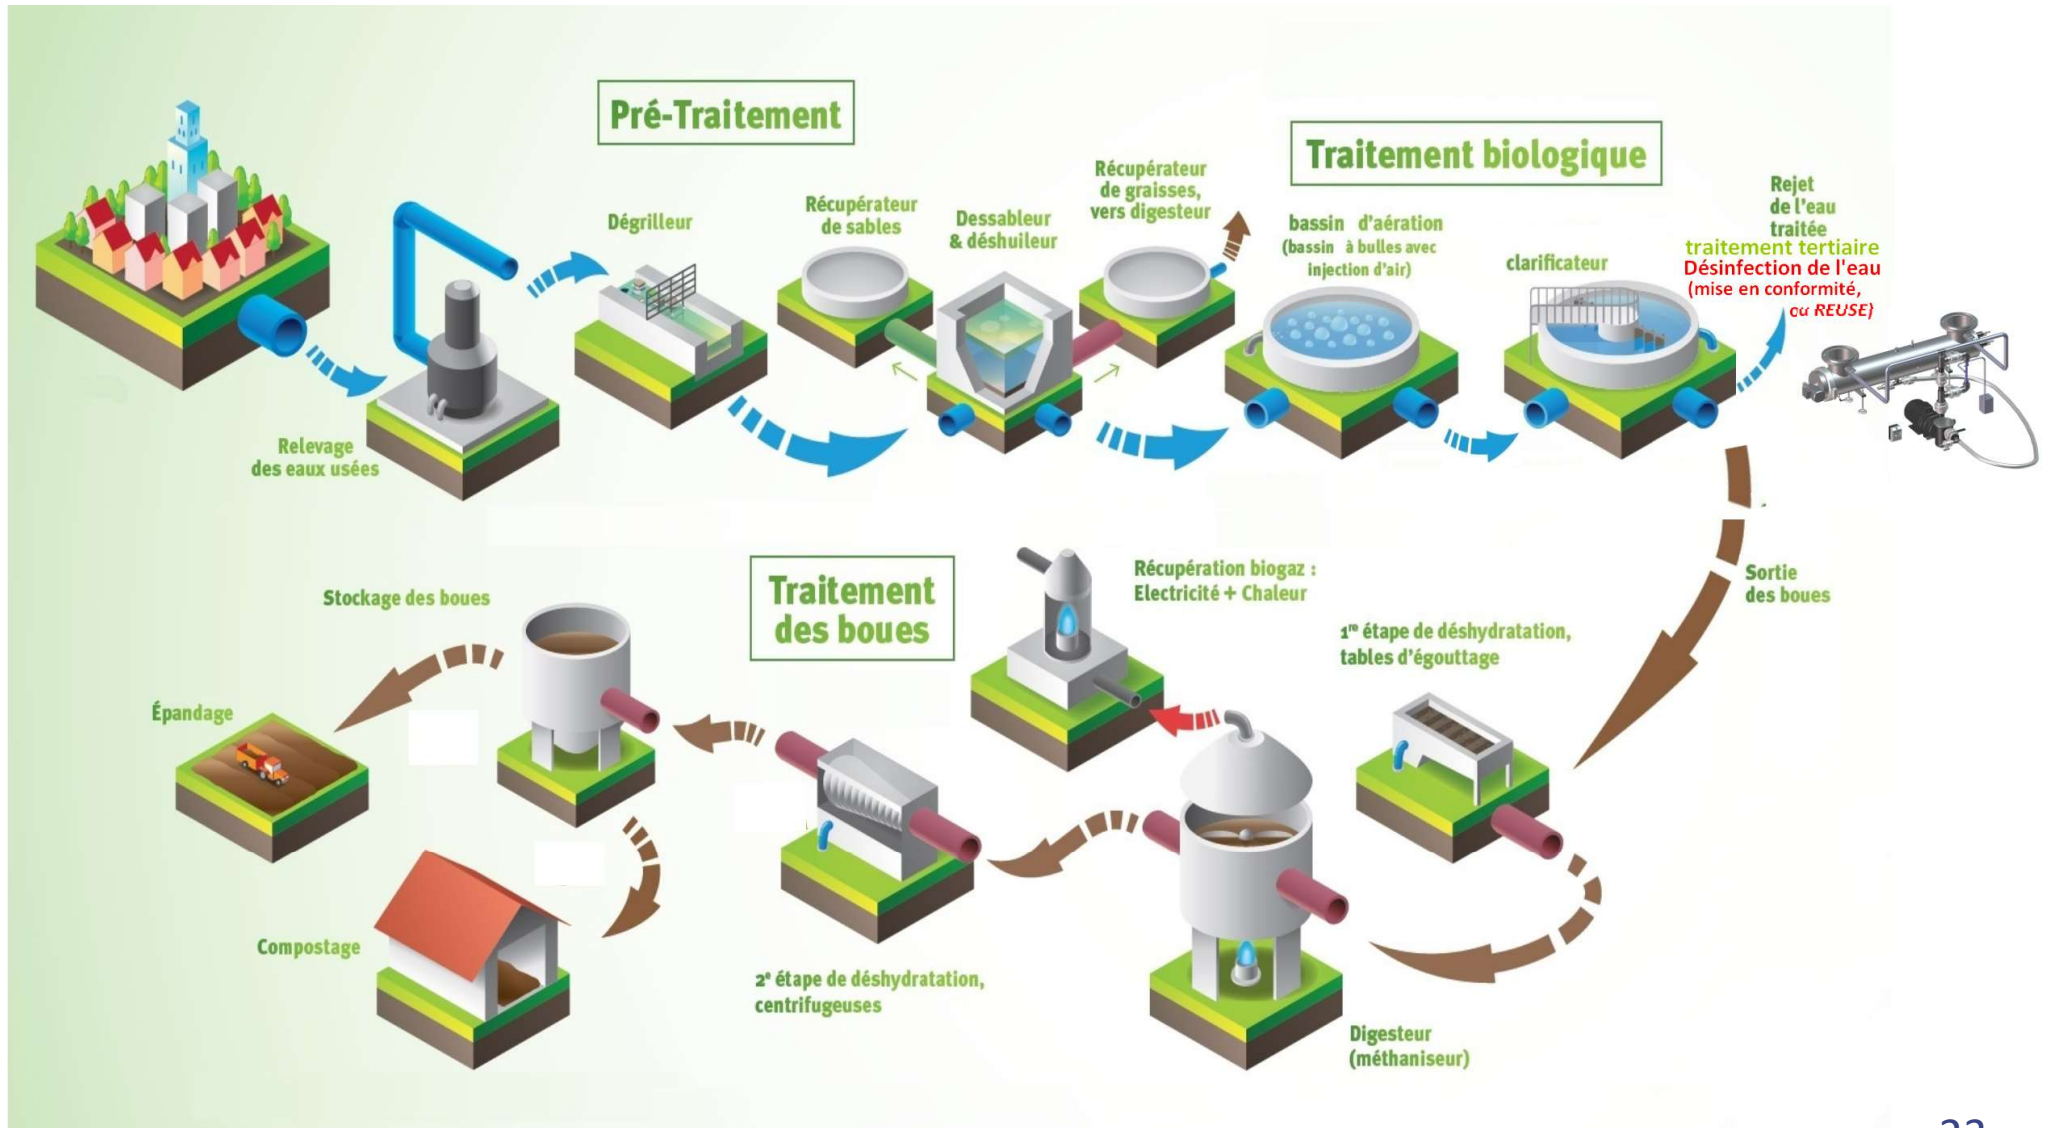 Pré-Traitement
Traitement biologique
Récupérateur
de graisses,
vers digesteur
Rejet
de l'eau
traitée
traitement tertiaire
Désinfection de l'eau
(mise en conformité,
ou REUSE)
Dégrilleur
Récupérateur
de sables
Dessableur
& déshuileur
bassin d'aération
(bassin à bulles avec
injection d'air)
clarificateur
Relevage
des eaux usées
Traitement
des boues
Stockage des boues
Récupération biogaz :
Electricité + Chaleur
Sortie
des boues
1re étape de déshydratation,
tables d'égouttage
Épandage
Compostage
2e étape de déshydratation,
centrifugeuses
Digesteur
(méthaniseur)